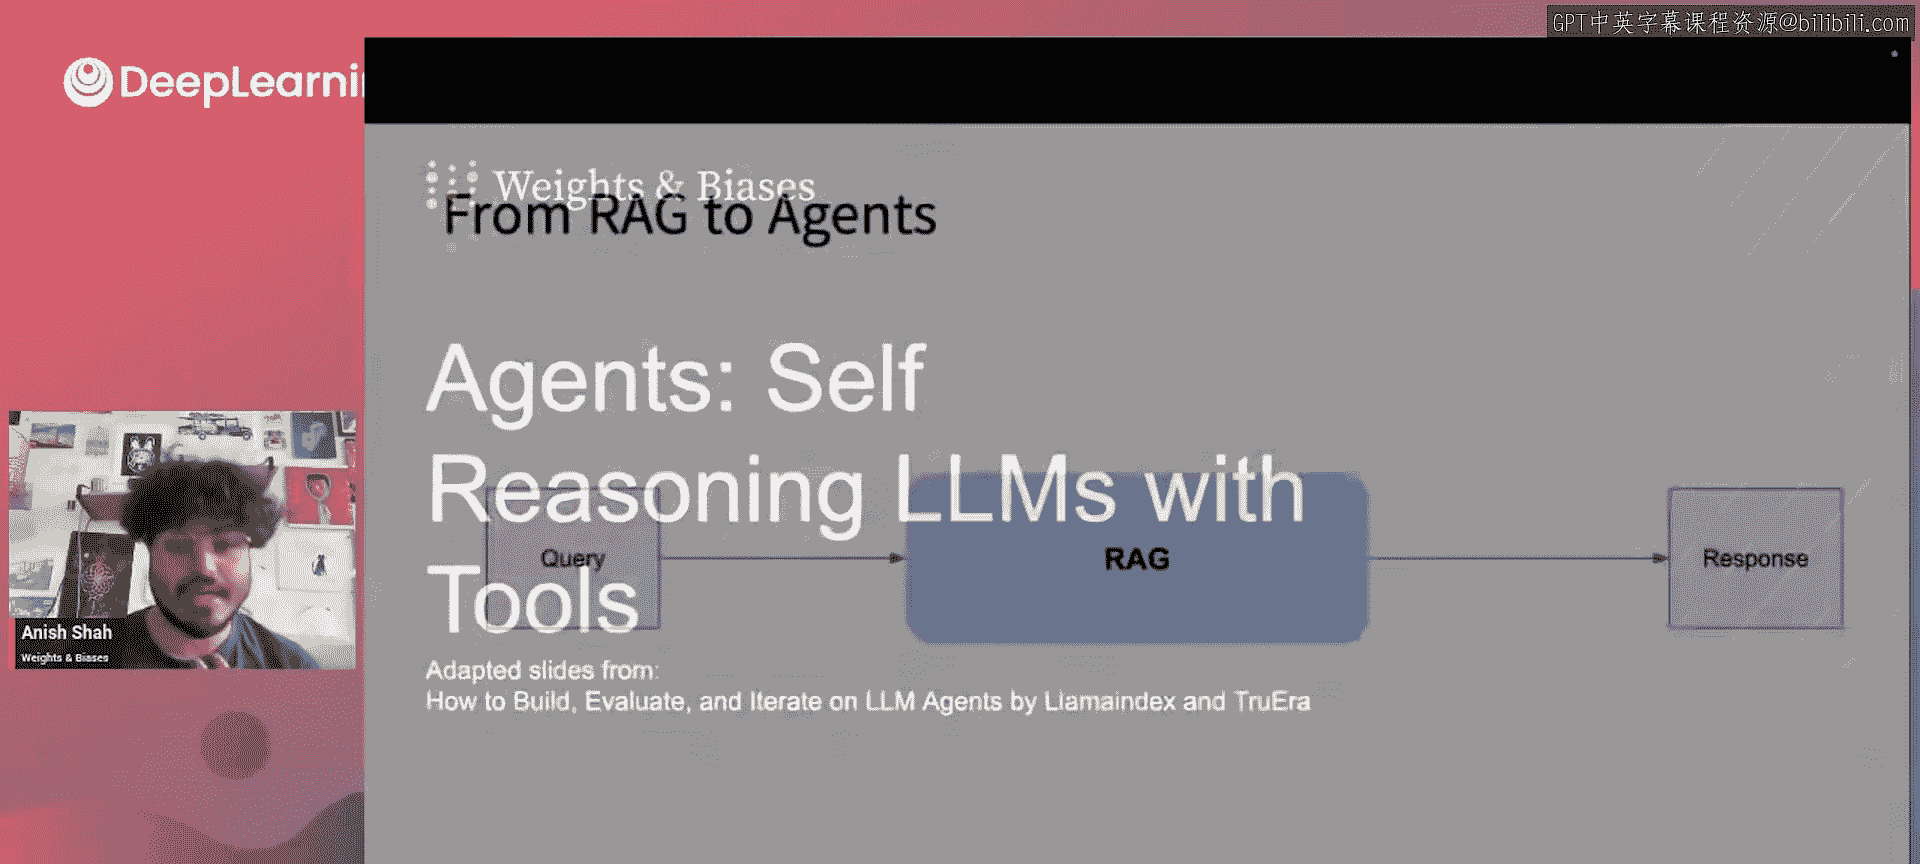 GPT中英字幕课程资源@bilibili.com
DeepLearnin
Weights & Biases
From RAG to Agents
Agents: Self
Reasoning LLMs with
Tools
Query
RAG
Response
Adapted slides from:
How to Build, Evaluate, and Iterate on LLM Agents by Llamaindex and TruEra
Anish Shah
Weights & Biases